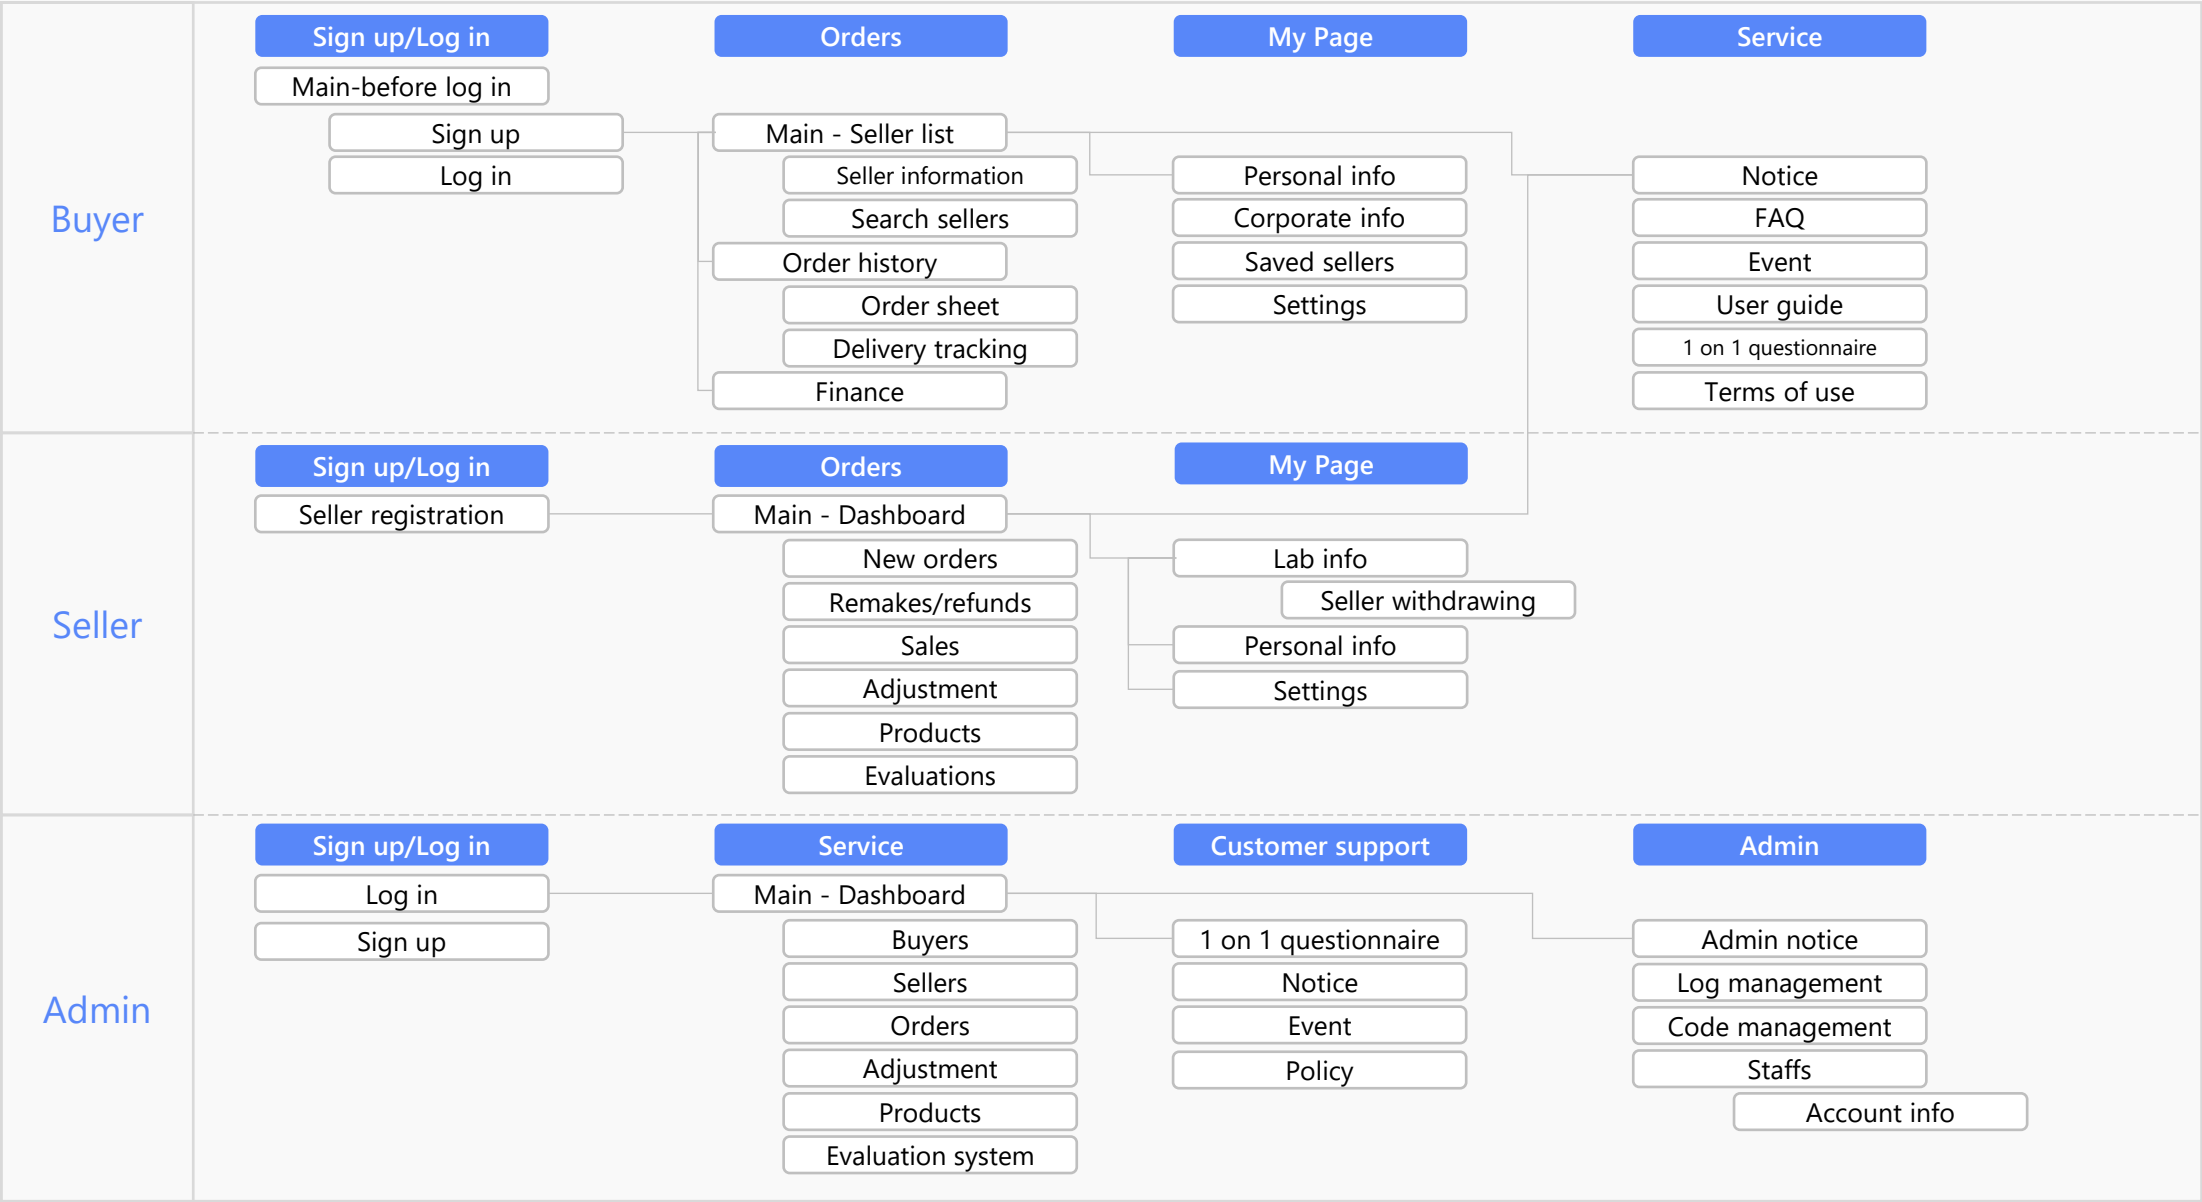 Buyer
Sign up/Log in
Main-before log in
Sign up
Log in
Orders
Main - Seller list
Seller information
Search sellers
Order history
Order sheet
Delivery tracking
Finance
My Page
Personal info
Corporate info
Saved sellers
Settings
Service
Notice
FAQ
Event
User guide
1 on 1 questionnaire
Terms of use
Seller
Sign up/Log in
Seller registration
Orders
Main - Dashboard
New orders
Remakes/refunds
Sales
Adjustment
Products
Evaluations
My Page
Lab info
Seller withdrawing
Personal info
Settings
Admin
Sign up/Log in
Log in
Sign up
Service
Main - Dashboard
Buyers
Sellers
Orders
Adjustment
Products
Evaluation system
Customer support
1 on 1 questionnaire
Notice
Event
Policy
Admin
Admin notice
Log management
Code management
Staffs
Account info